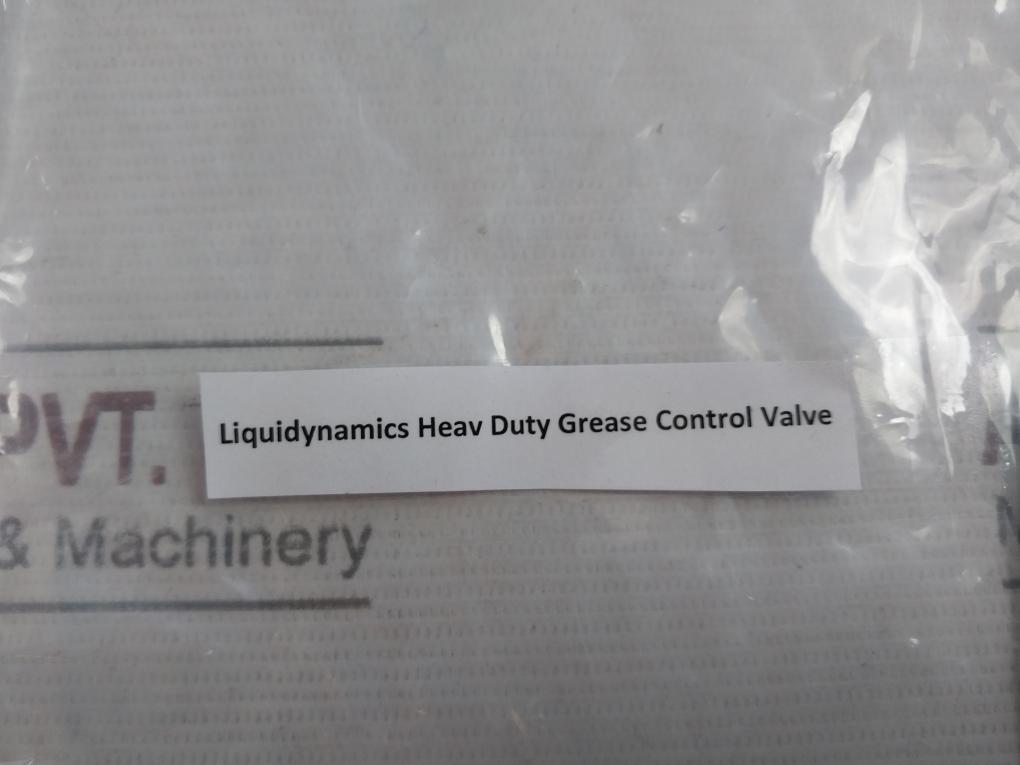 PVT.
Liquidynamics Heav Duty Grease Control Valve
& Machinery